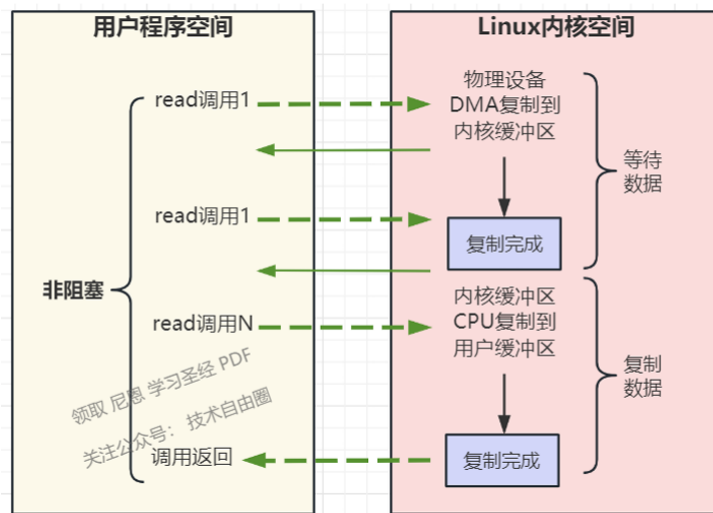 用户程序空间
Linux内核空间
read调用1
物理设备
DMA复制到
内核缓冲区
等待
数据
read调用1
复制完成
非阻塞
read调用N
内核缓冲区
CPU复制到
用户缓冲区
复制
数据
领取 尼恩 学习圣经 PDF
关注公众号： 技术自由圈
调用返回
复制完成